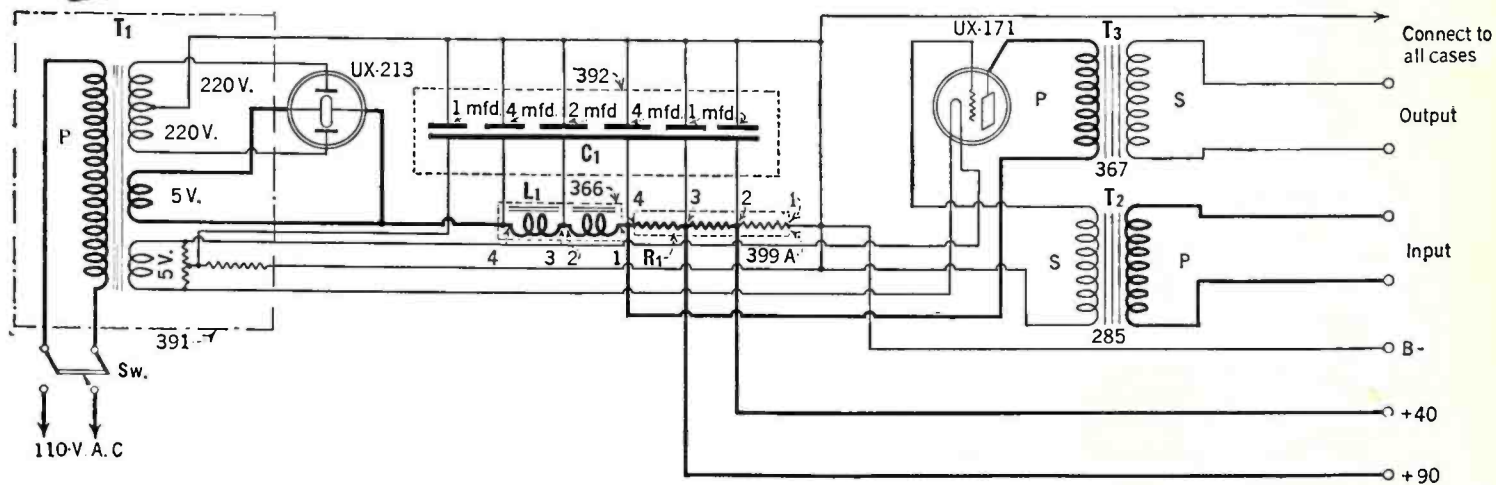 T1
220 V.
220 V.
P
5 V.
5 V.
391
Sw.
110-V. A.C
UX-213
392
1 mfd. 4 mfd. 2 mfd 4 mfd. 1 mfd.
C1
L1
366
4 3 2 1
4 3 2 1
R1
399 A
UX-171
T3
P
S
367
T2
S
P
285
Connect to
all cases
Output
Input
B-
+40
+90